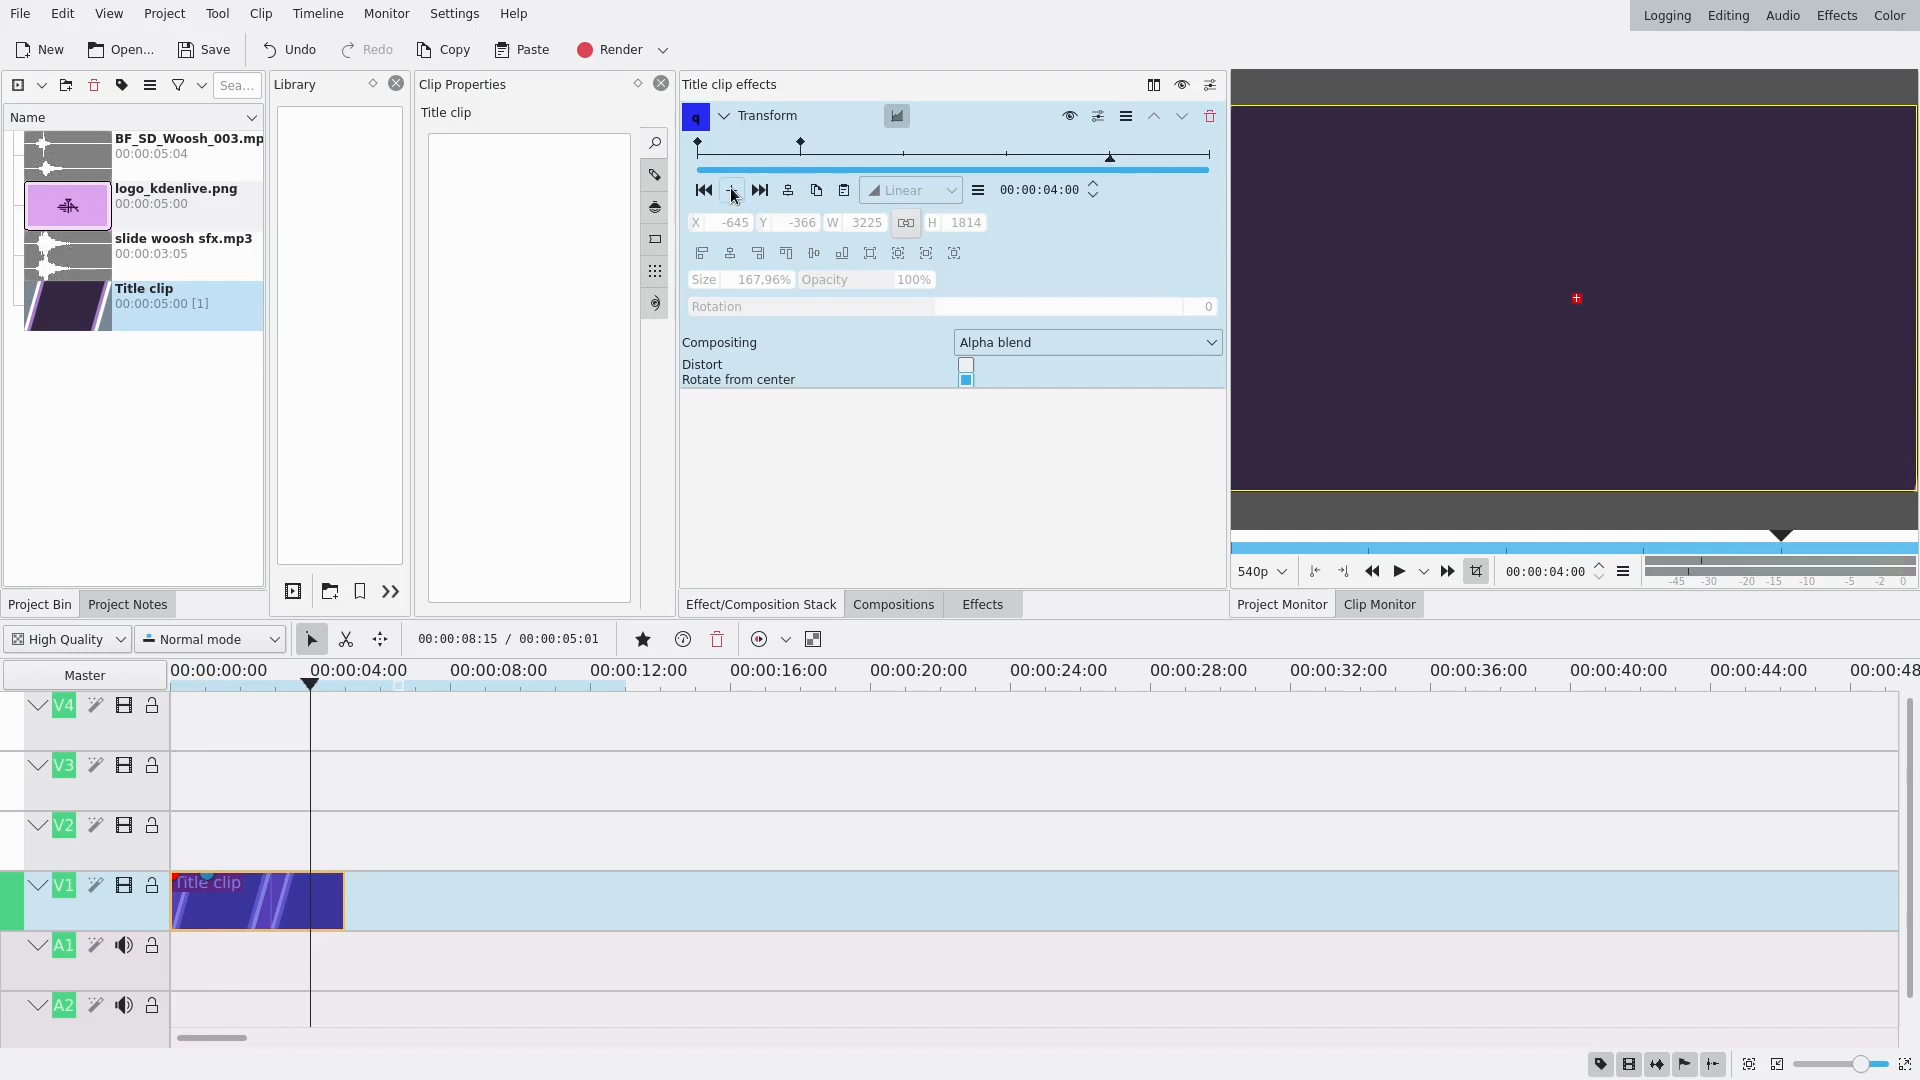 File Edit View Project Tool Clip Timeline Monitor Settings Help
Logging Editing Audio Effects Color
New Open... Save Undo Redo Copy Paste Render
Sea...
Library
Clip Properties
Title clip effects
Name
Title clip
q Transform
BF_SD_Woosh_003.mp
00:00:05:04
logo_kdenlive.png
00:00:05:00
slide woosh sfx.mp3
00:00:03:05
Title clip
00:00:05:00 [1]
Linear 00:00:04:00
X -645 Y -366 W 3225 H 1814
Size 167,96% Opacity 100%
Rotation 0
Compositing Alpha blend
Distort
Rotate from center
540p 00:00:04:00
-45 -30 -20 -15 -10 -5 -2 0
Project Bin Project Notes
Effect/Composition Stack Compositions Effects
Project Monitor Clip Monitor
High Quality Normal mode 00:00:08:15 / 00:00:05:01
Master
00:00:00:00 00:00:04:00 00:00:08:00 00:00:12:00 00:00:16:00 00:00:20:00 00:00:24:00 00:00:28:00 00:00:32:00 00:00:36:00 00:00:40:00 00:00:44:00 00:00:48
V4
V3
V2
V1
Title clip
A1
A2